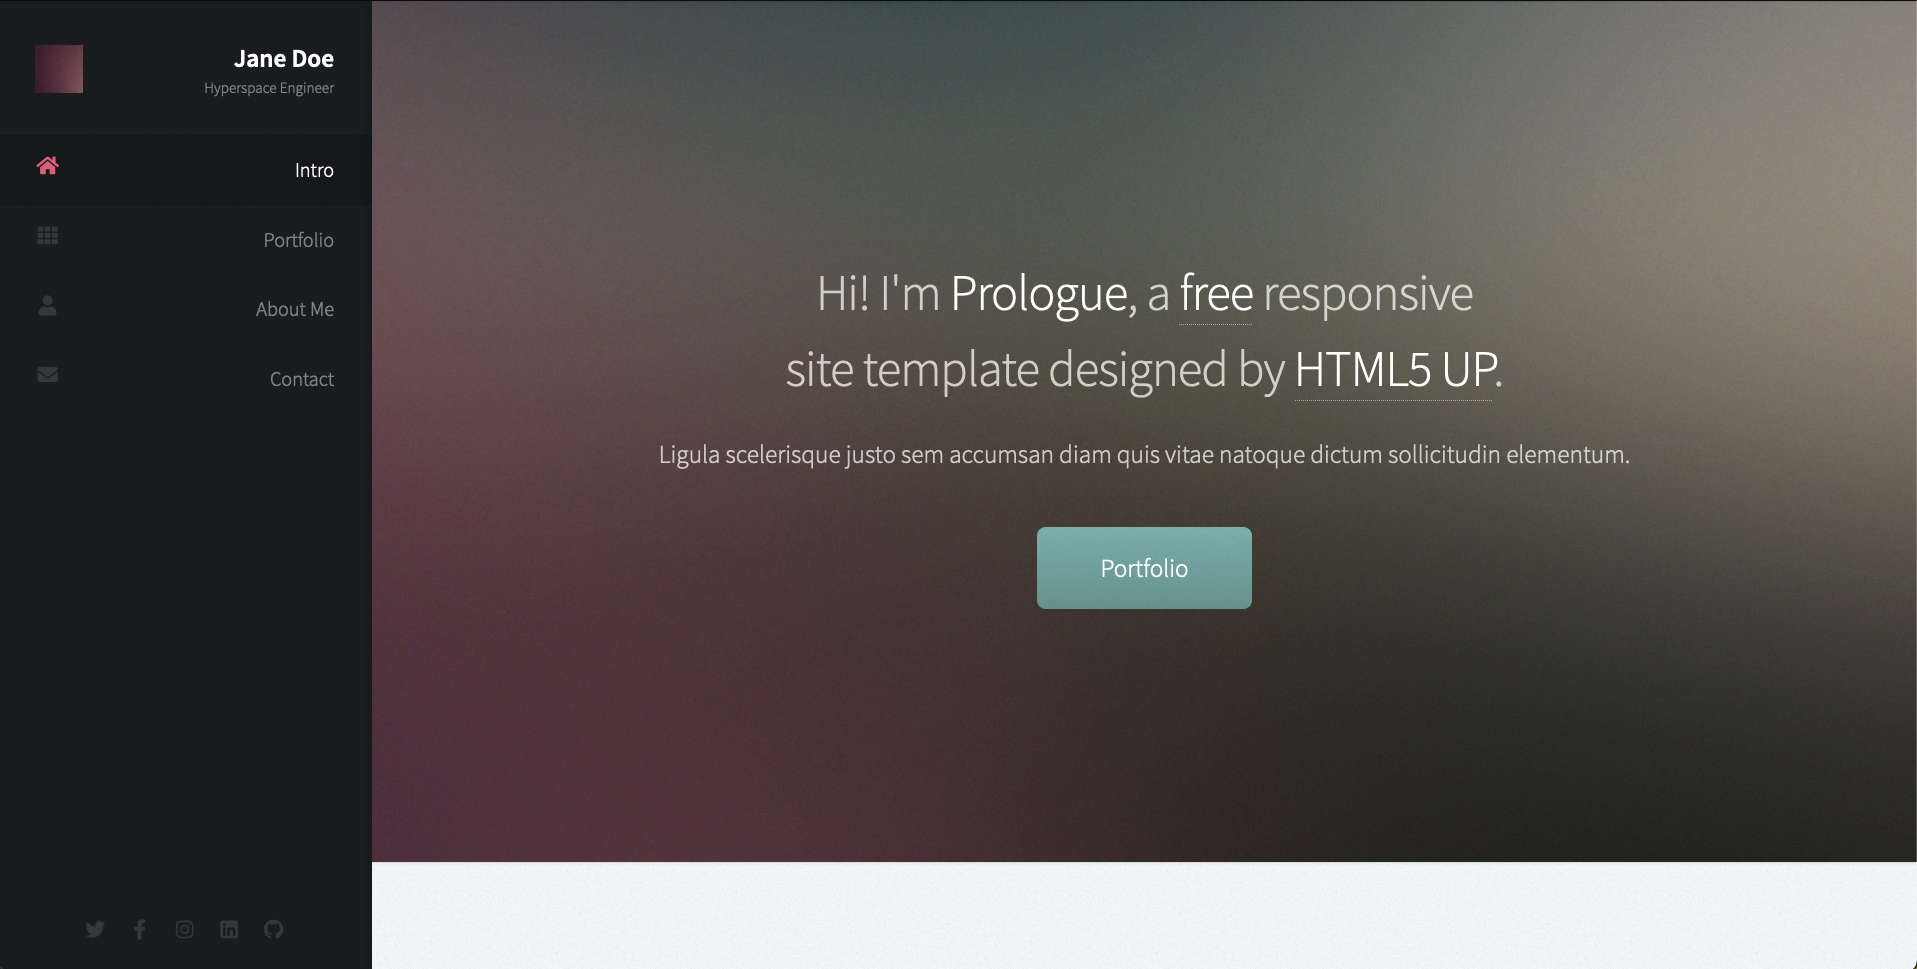 Jane Doe
Hyperspace Engineer
Intro
Portfolio
About Me
Contact
Hi! I'm Prologue, a free responsive
site template designed by HTML5 UP.
Ligula scelerisque justo sem accumsan diam quis vitae natoque dictum sollicitudin elementum.
Portfolio